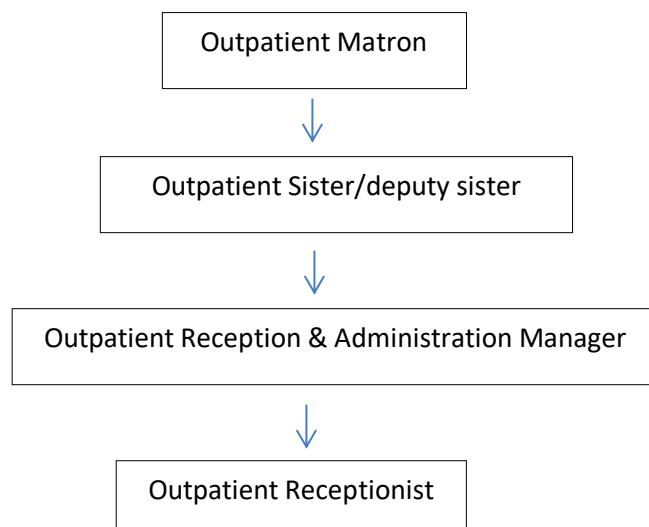 Outpatient Matron
Outpatient Sister/deputy sister
Outpatient Reception & Administration Manager
Outpatient Receptionist